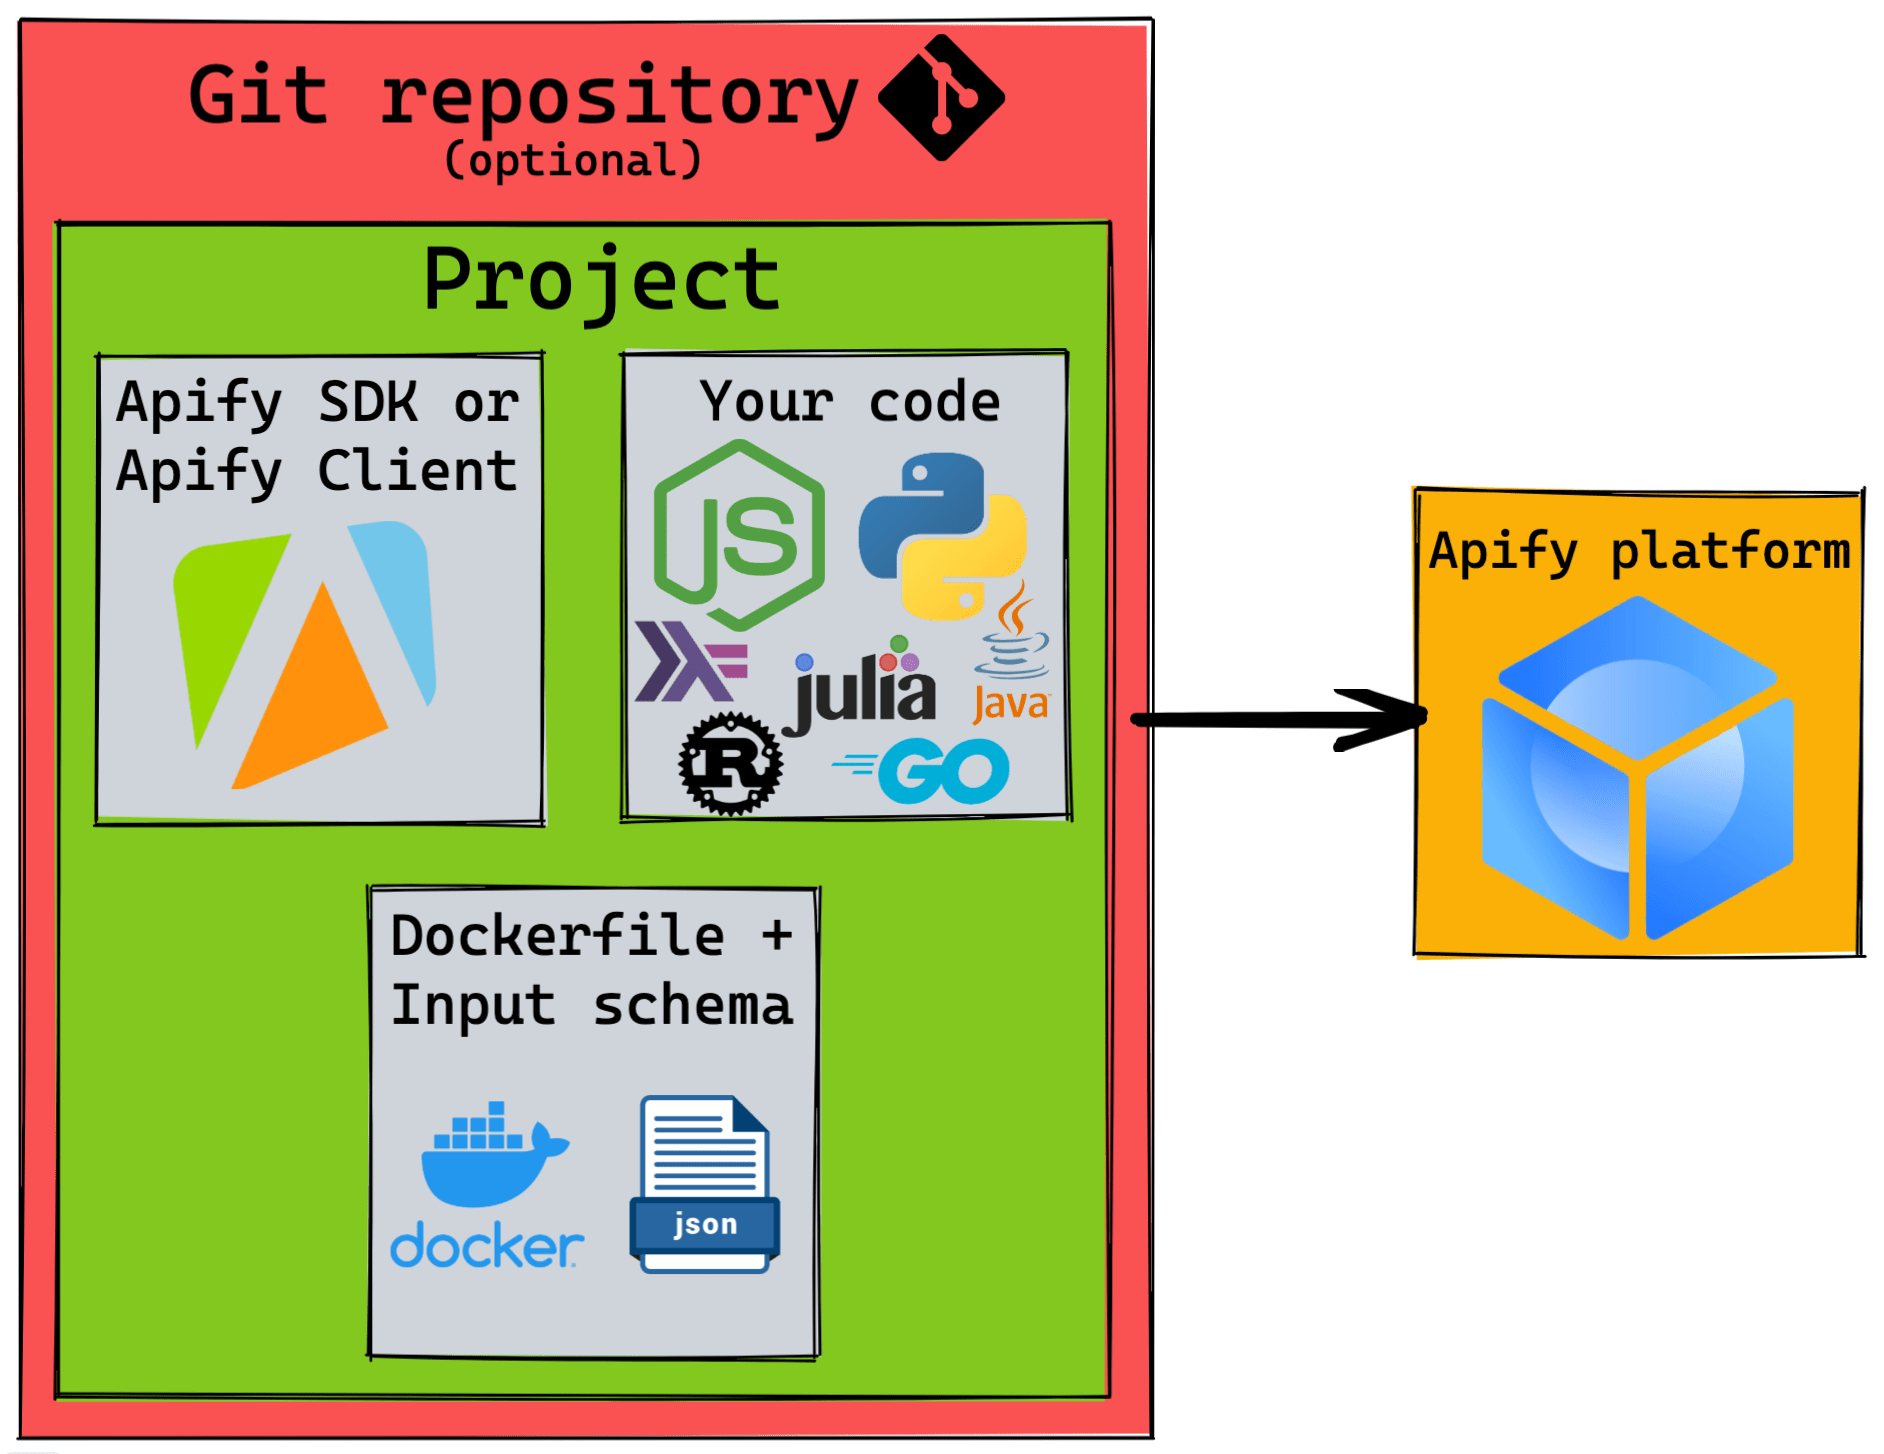 Git repository
(optional)
Project
Apify SDK or
Apify Client
Your code
JS
julia
Java
R
GO
Dockerfile +
Input schema
docker
json
Apify platform